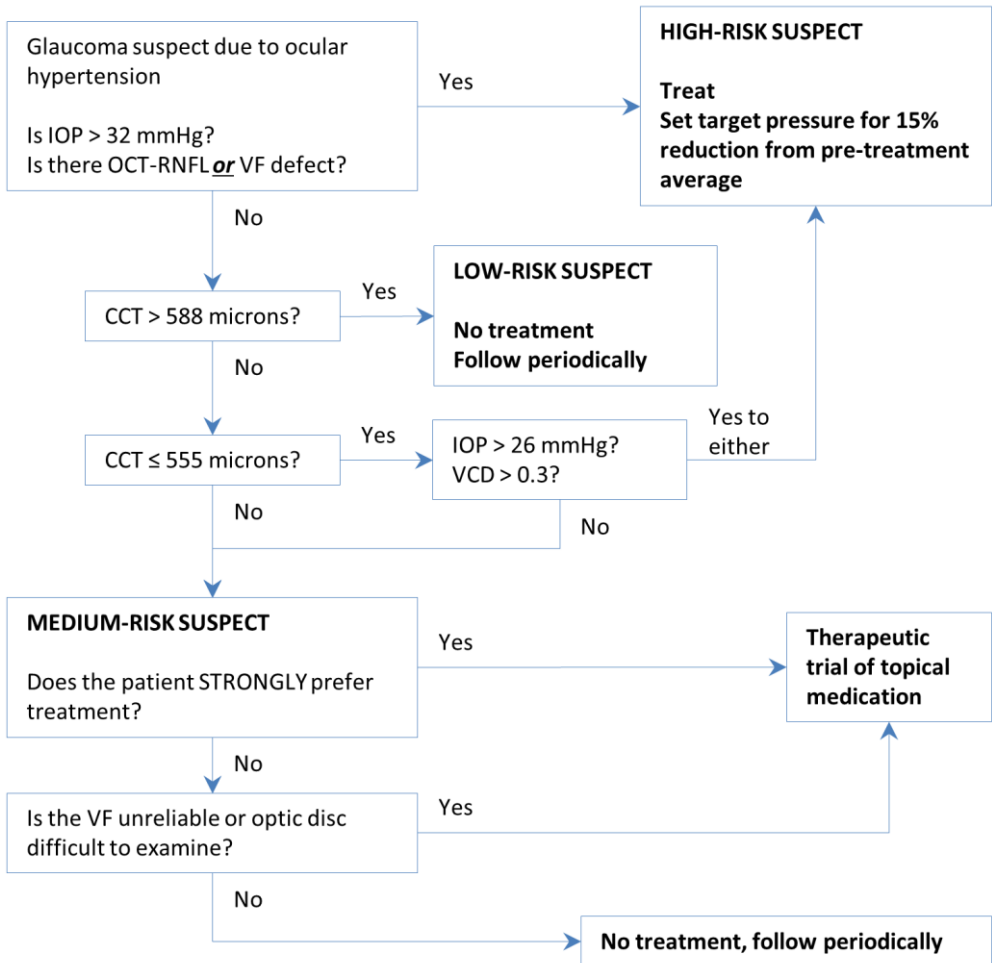 Glaucoma suspect due to ocular
hypertension
Is IOP > 32 mmHg?
Is there OCT-RNFL or VF defect?
Yes
HIGH-RISK SUSPECT
Treat
Set target pressure for 15%
reduction from pre-treatment
average
No
CCT > 588 microns?
Yes
LOW-RISK SUSPECT
No treatment
Follow periodically
No
CCT ≤ 555 microns?
Yes
IOP > 26 mmHg?
VCD > 0.3?
Yes to
either
No
No
MEDIUM-RISK SUSPECT
Does the patient STRONGLY prefer
treatment?
Yes
Therapeutic
trial of topical
medication
No
Is the VF unreliable or optic disc
difficult to examine?
Yes
No
No treatment, follow periodically